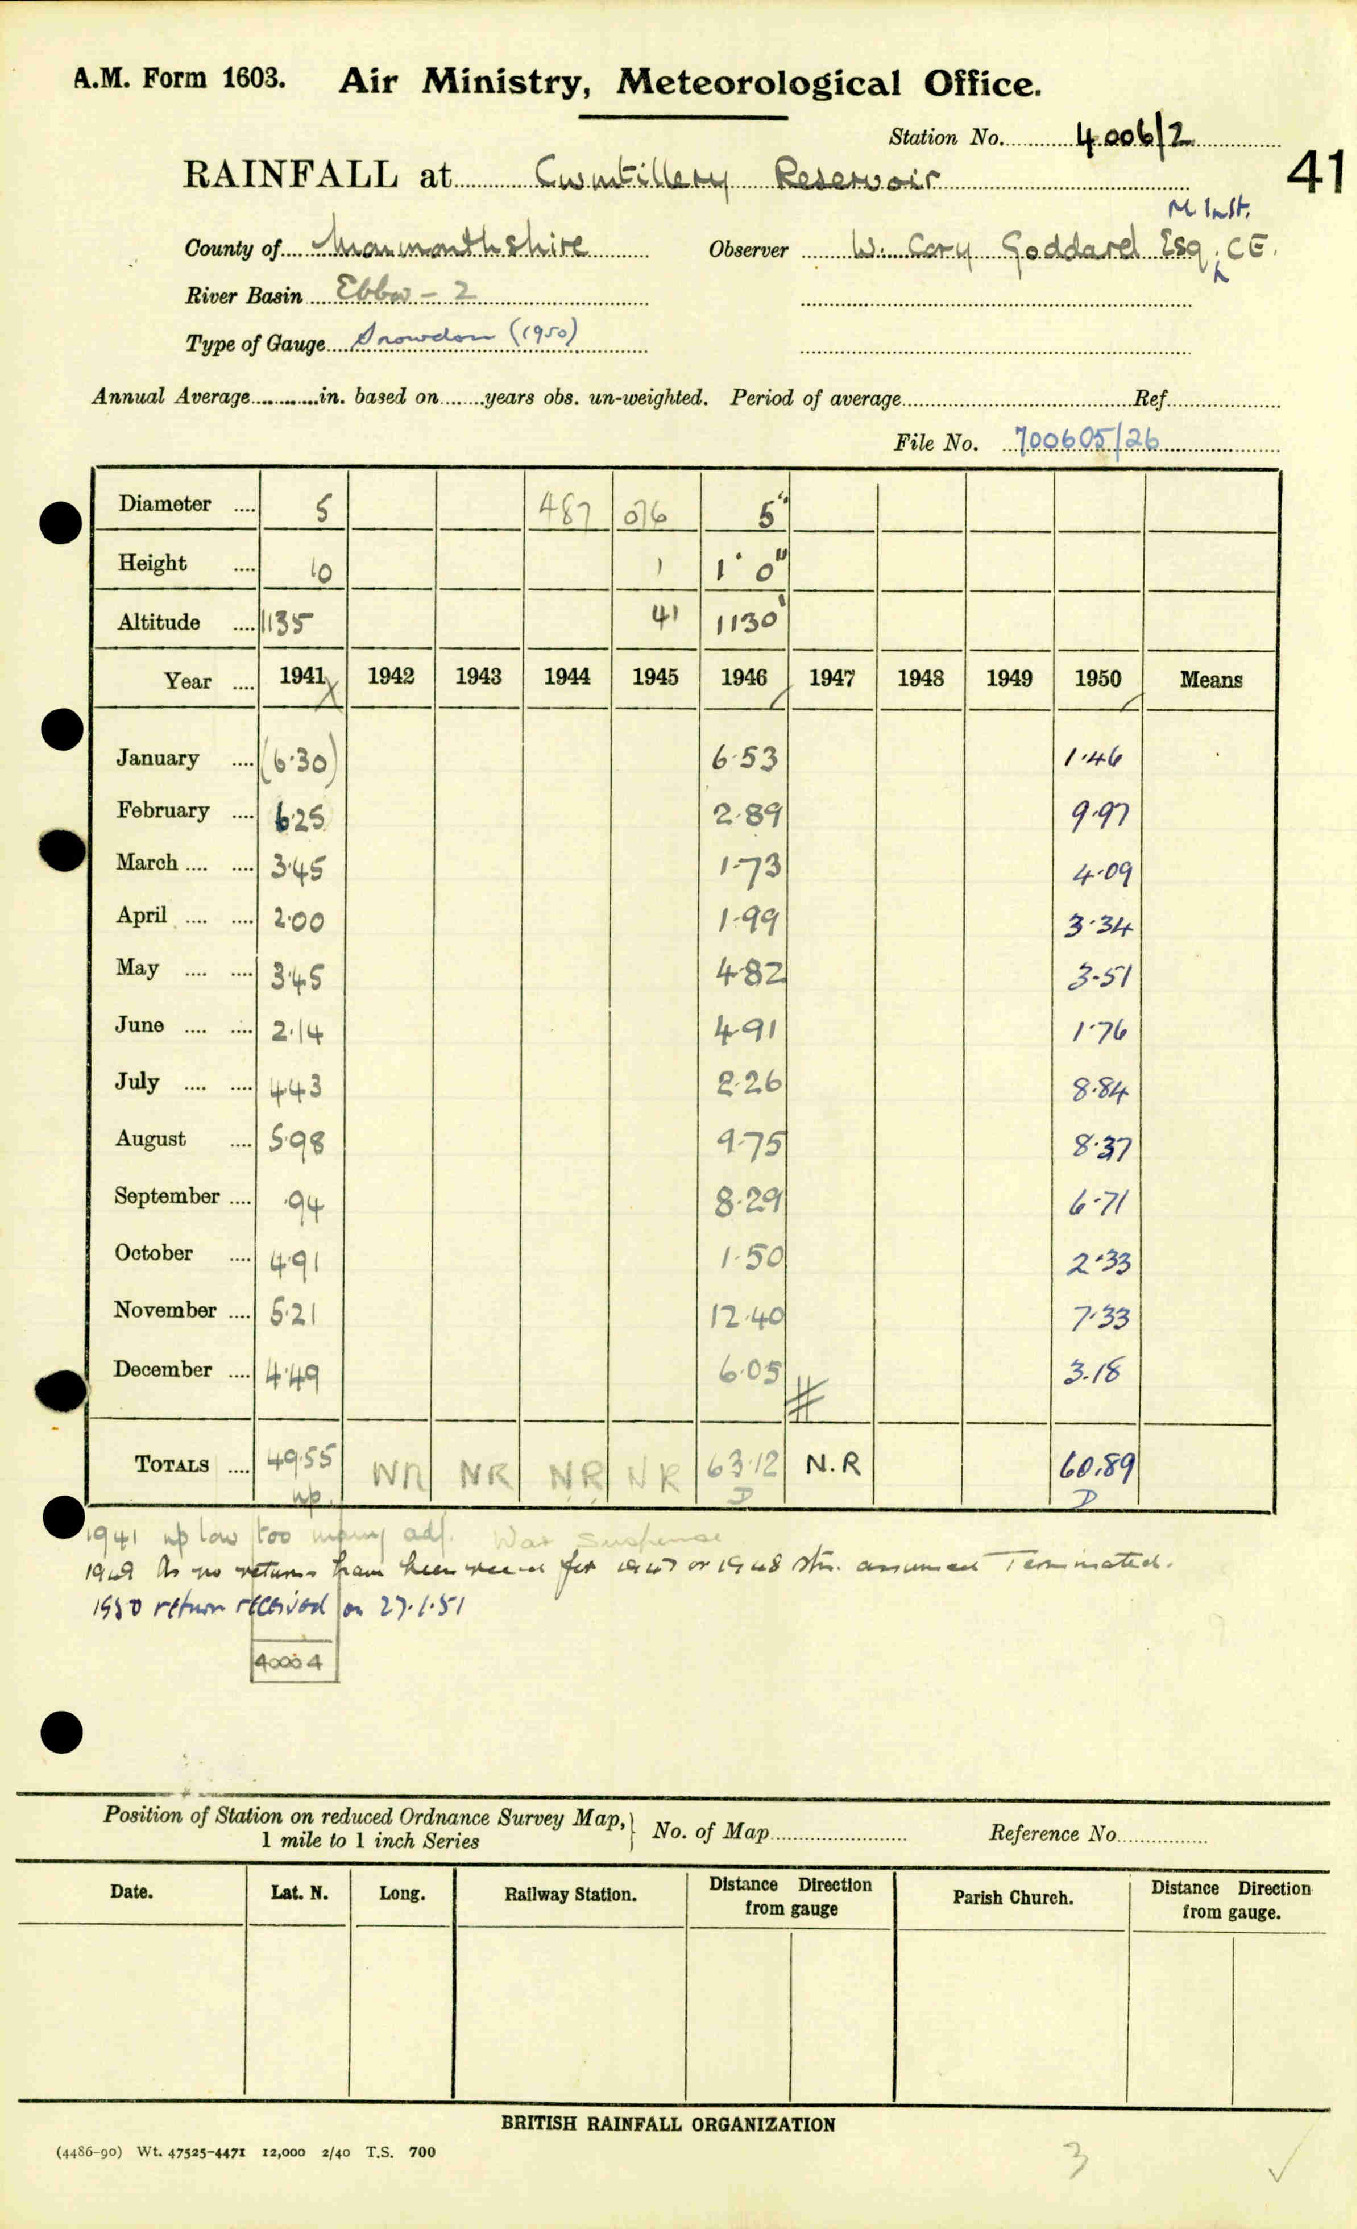 A.M. Form 1603. Air Ministry, Meteorological Office.
Station No. 4006/2
41
RAINFALL at Cwmtillery Reservoir
M Inst.
County of Monmouthshire Observer W. Cory Goddard Esq, CE.
River Basin Ebbw - 2
Type of Gauge Snowdon (1950)
Annual Average in. based on years obs. un-weighted. Period of average Ref.
File No. 700605/26
Diameter .... 5 487 076 5"
Height .... 10 1 1' 0"
Altitude .... 1135 41 1130'
Year .... 1941 X 1942 1943 1944 1945 1946 / 1947 1948 1949 1950 / Means
January .... (6.30) 6.53 1.46
February .... 6.25 2.89 9.97
March .... .... 3.45 1.73 4.09
April .... .... 2.00 1.99 3.34
May .... .... 3.45 4.82 3.51
June .... .... 2.14 4.91 1.76
July .... .... 4.43 2.26 8.84
August .... 5.98 9.75 8.37
September .... .94 8.29 6.71
October .... 4.91 1.50 2.33
November .... 5.21 12.40 7.33
December .... 4.49 6.05 3.18
TOTALS .... 49.55 NR NR NR NR 63.12 N.R 60.89
np. D D
1941 np low too many adj. War Suspense
1949 As no returns have been rec'd for 1947 or 1948 stn. assumed Terminated.
1950 return received on 27.1.51
40004
Position of Station on reduced Ordnance Survey Map, 1 mile to 1 inch Series } No. of Map Reference No.
Date. Lat. N. Long. Railway Station. Distance Direction from gauge Parish Church. Distance Direction from gauge.
BRITISH RAINFALL ORGANIZATION
(4486-90) Wt. 47525-4471 12,000 2/40 T.S. 700
3 ✓